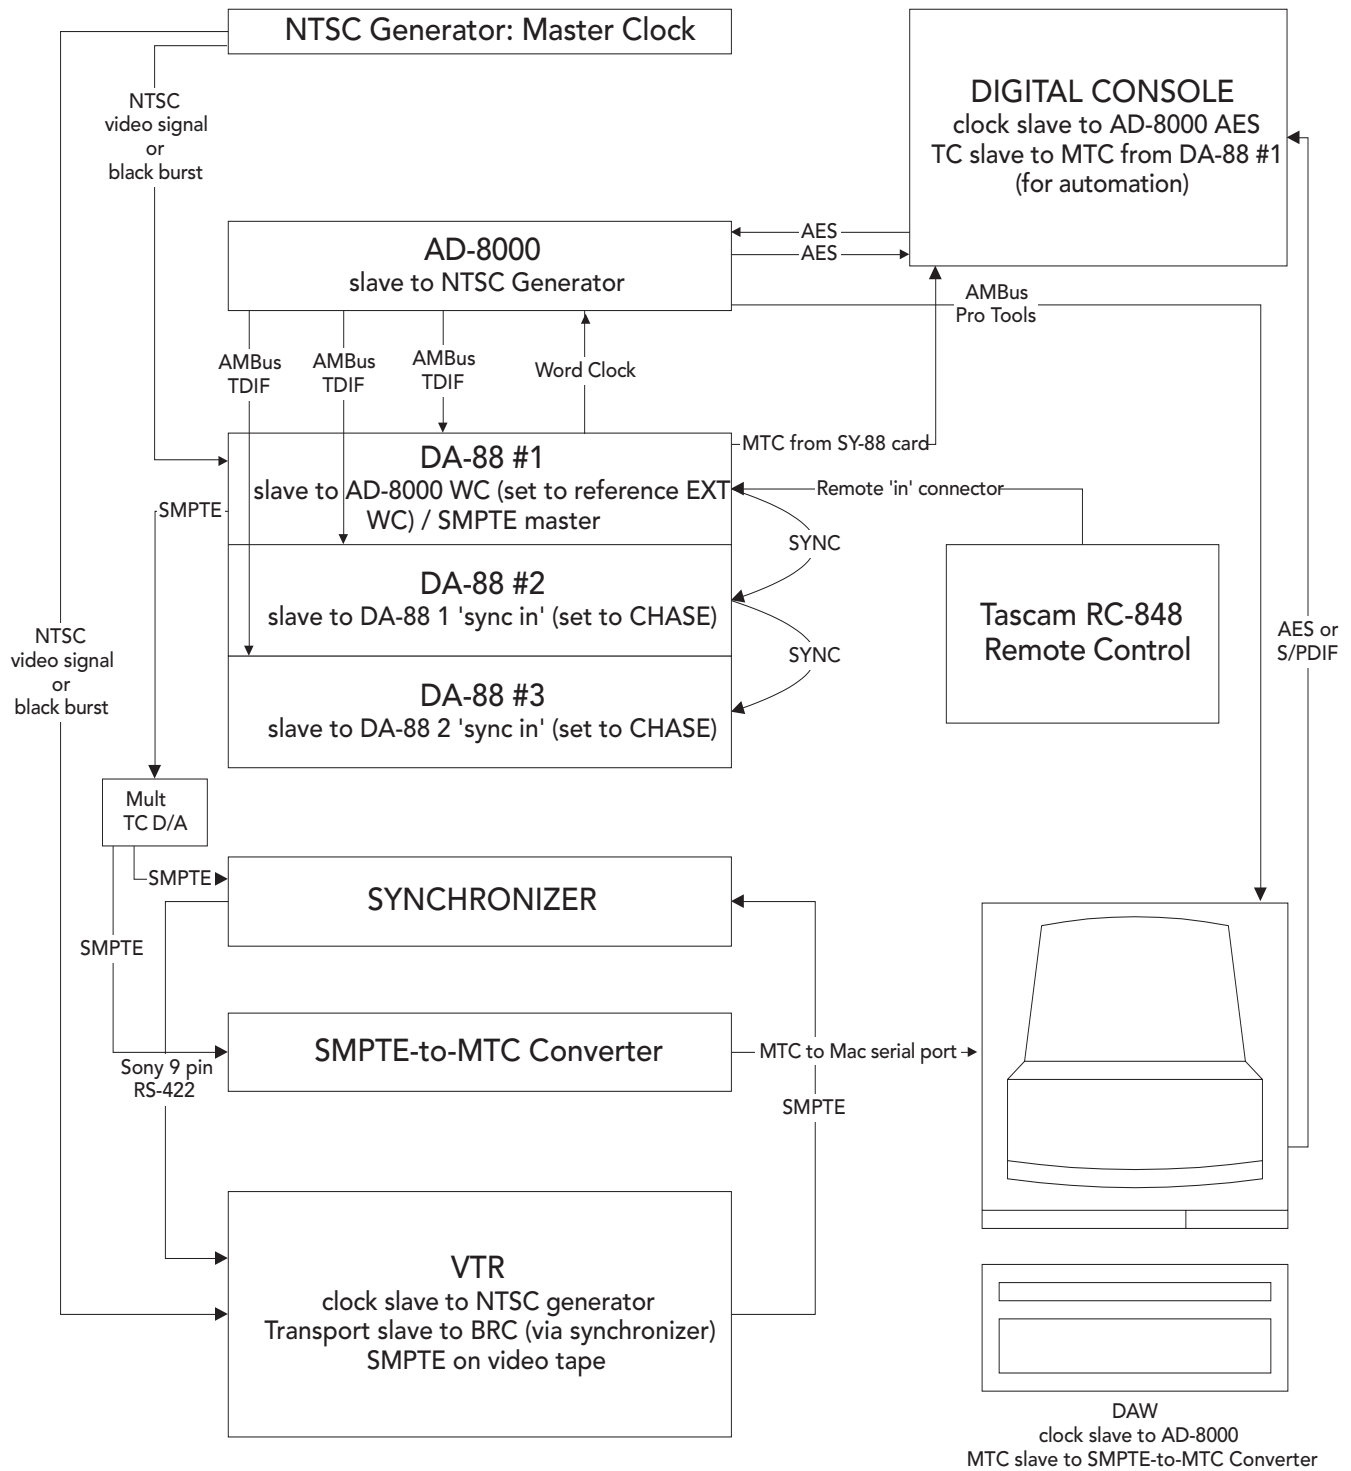 NTSC Generator: Master Clock
NTSC
video signal
or
black burst
DIGITAL CONSOLE
clock slave to AD-8000 AES
TC slave to MTC from DA-88 #1
(for automation)
AD-8000
slave to NTSC Generator
AES
AES
AMBus
Pro Tools
AMBus
TDIF
AMBus
TDIF
AMBus
TDIF
Word Clock
DA-88 #1
slave to AD-8000 WC (set to reference EXT
WC) / SMPTE master
MTC from SY-88 card
Remote 'in' connector
SMPTE
SYNC
DA-88 #2
slave to DA-88 1 'sync in' (set to CHASE)
SYNC
DA-88 #3
slave to DA-88 2 'sync in' (set to CHASE)
Tascam RC-848
Remote Control
AES or
S/PDIF
NTSC
video signal
or
black burst
Mult
TC D/A
SMPTE
SYNCHRONIZER
SMPTE
SMPTE-to-MTC Converter
MTC to Mac serial port
Sony 9 pin
RS-422
SMPTE
VTR
clock slave to NTSC generator
Transport slave to BRC (via synchronizer)
SMPTE on video tape
DAW
clock slave to AD-8000
MTC slave to SMPTE-to-MTC Converter